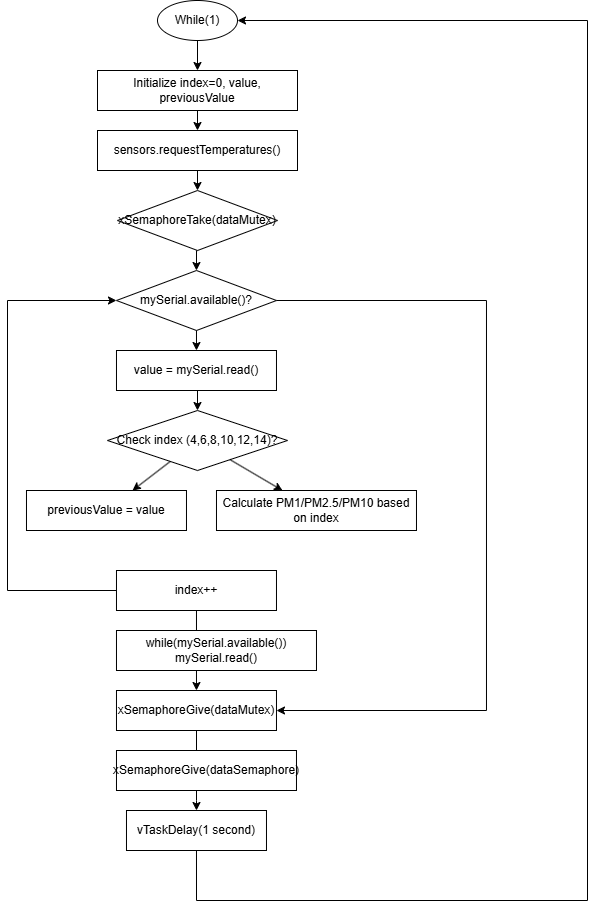 While(1)
Initialize index=0, value,
previousValue
sensors.requestTemperatures()
xSemaphoreTake(dataMutex)
mySerial.available()?
value = mySerial.read()
Check index (4,6,8,10,12,14)?
previousValue = value
Calculate PM1/PM2.5/PM10 based
on index
index++
while(mySerial.available())
mySerial.read()
xSemaphoreGive(dataMutex)
xSemaphoreGive(dataSemaphore)
vTaskDelay(1 second)